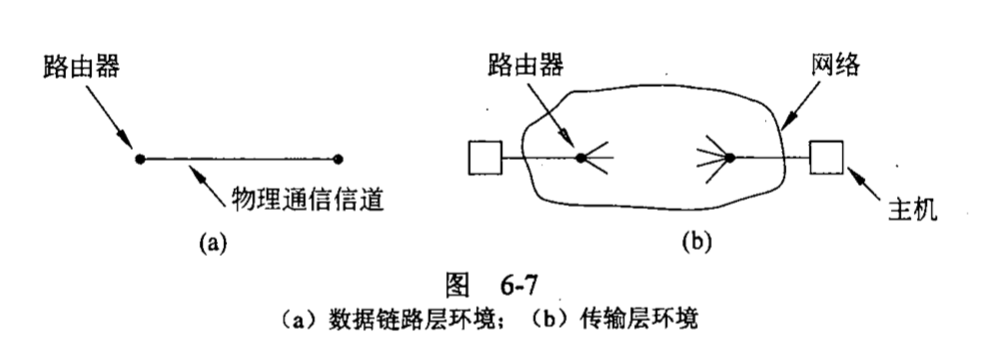 路由器
物理通信信道
(a)
路由器
网络
主机
(b)
图 6-7
(a)数据链路层环境;(b)传输层环境